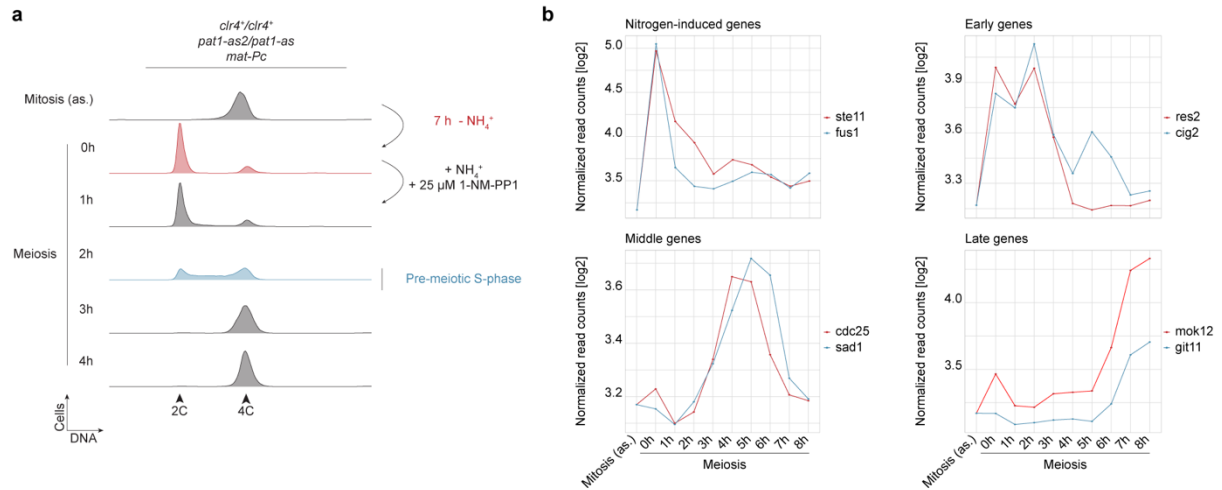 a
clr4⁺/clr4⁺
pat1-as2/pat1-as
mat-Pc
Mitosis (as.)
7 h - NH₄⁺
0h
+ NH₄⁺
+ 25 µM 1-NM-PP1
1h
Meiosis
2h
Pre-meiotic S-phase
3h
4h
Cells
DNA
2C
4C
b
Nitrogen-induced genes
Normalized read counts [log2]
5.0
4.5
4.0
3.5
ste11
fus1
Early genes
Normalized read counts [log2]
3.9
3.6
3.3
res2
cig2
Middle genes
Normalized read counts [log2]
3.6
3.4
3.2
cdc25
sad1
Mitosis (as.)
0h
1h
2h
3h
4h
5h
6h
7h
8h
Meiosis
Late genes
Normalized read counts [log2]
4.0
3.5
mok12
git11
Mitosis (as.)
0h
1h
2h
3h
4h
5h
6h
7h
8h
Meiosis